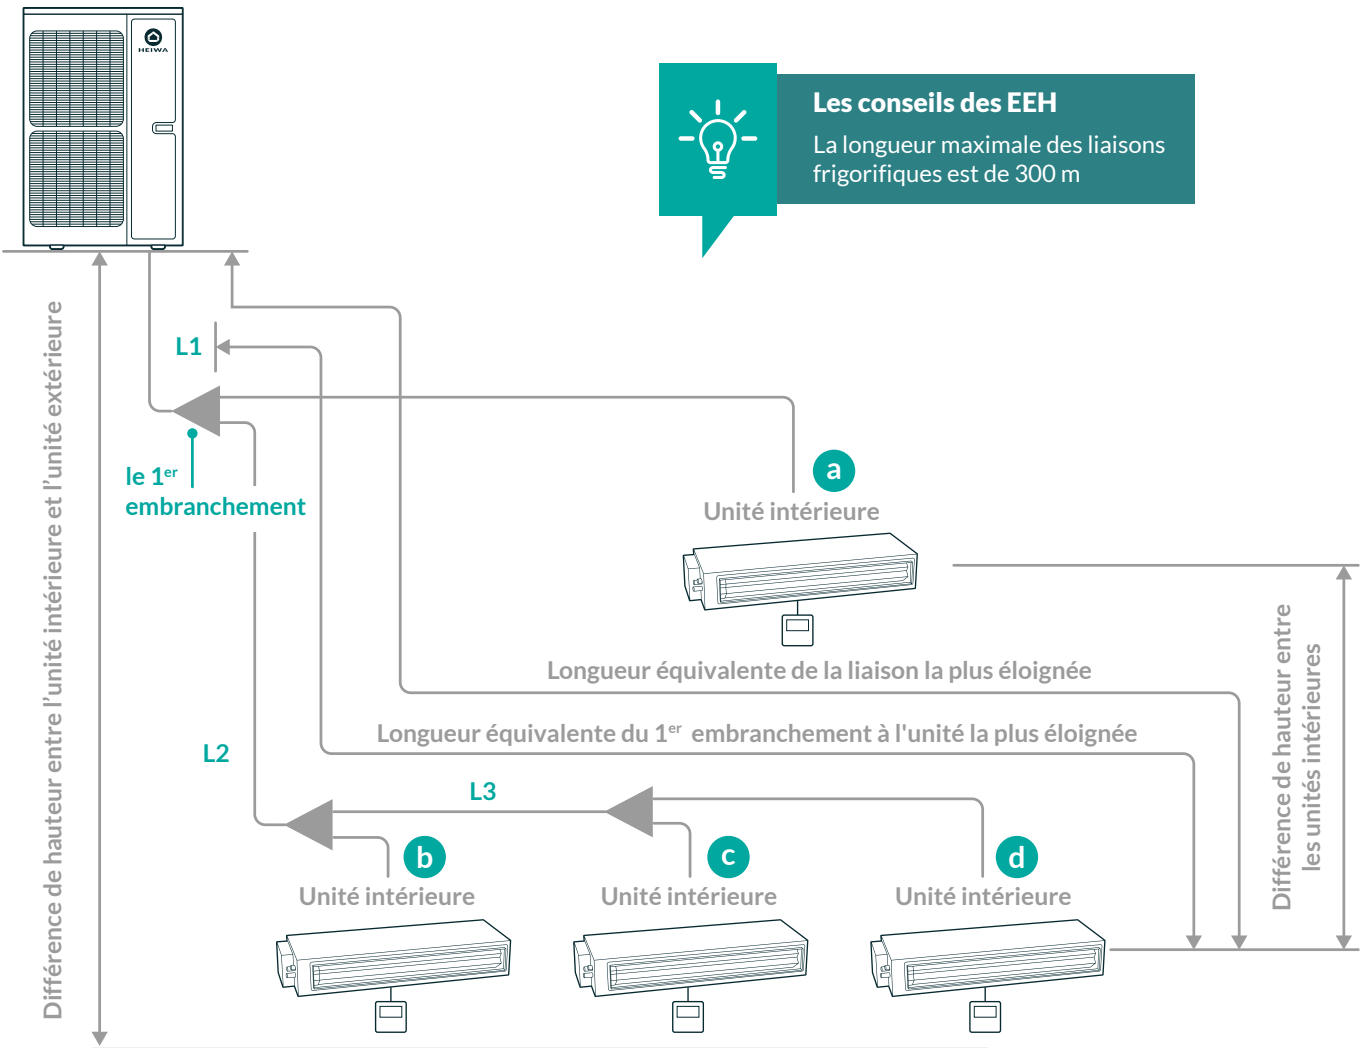 HEIWA
Les conseils des EEH
La longueur maximale des liaisons
frigorifiques est de 300 m
Différence de hauteur entre l'unité intérieure et l'unité extérieure
L1
le 1er
embranchement
a
Unité intérieure
Différence de hauteur entre
les unités intérieures
Longueur équivalente de la liaison la plus éloignée
Longueur équivalente du 1er embranchement à l'unité la plus éloignée
L2
L3
b
Unité intérieure
c
Unité intérieure
d
Unité intérieure